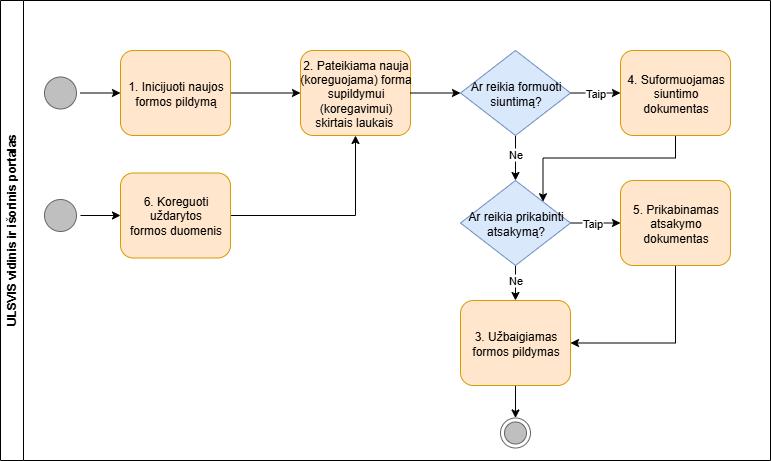 ULSVIS vidinis ir išorinis portalas
1. Inicijuoti naujos
formos pildymą
2. Pateikiama nauja
(koreguojama) forma
supildymui
(koregavimui)
skirtais laukais
Ar reikia formuoti
siuntimą?
Taip
4. Suformuojamas
siuntimo
dokumentas
Ne
6. Koreguoti
uždarytos
formos duomenis
Ar reikia prikabinti
atsakymą?
Taip
5. Prikabinamas
atsakymo
dokumentas
Ne
3. Užbaigiamas
formos pildymas